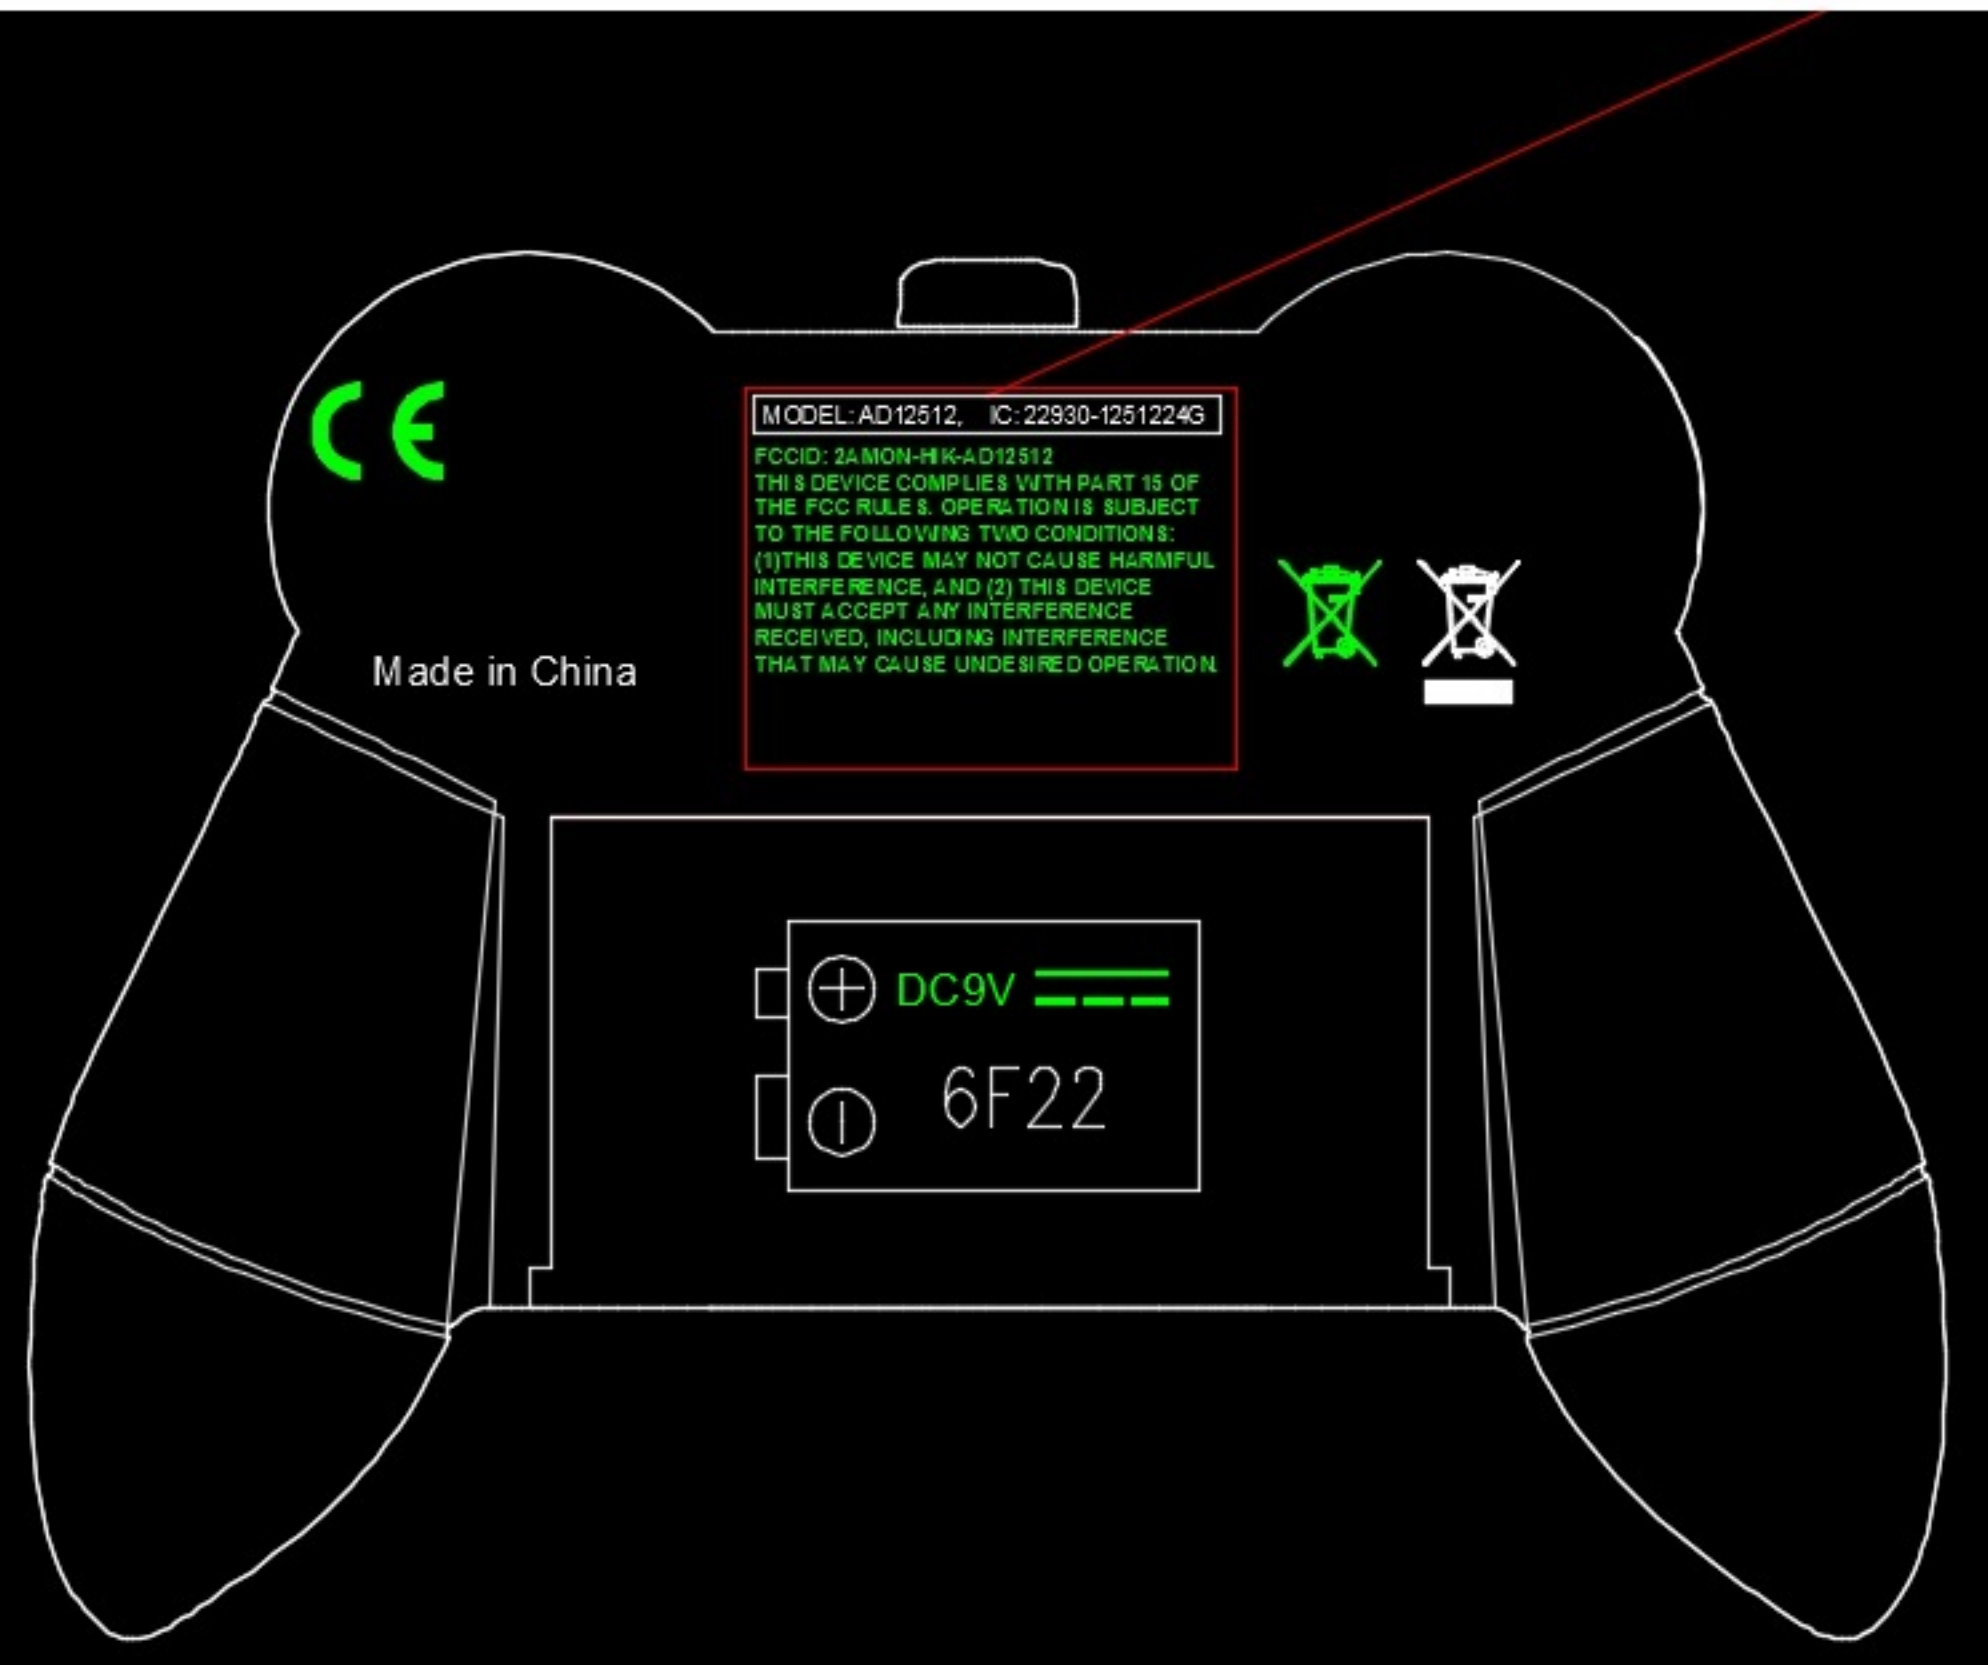 CE
MODEL: AD12512, IC: 22930-1251224G
FCCID: 2AMON-HIK-AD12512
THIS DEVICE COMPLIES WITH PART 15 OF
THE FCC RULES. OPERATION IS SUBJECT
TO THE FOLLOWING TWO CONDITIONS:
(1)THIS DEVICE MAY NOT CAUSE HARMFUL
INTERFERENCE, AND (2) THIS DEVICE
MUST ACCEPT ANY INTERFERENCE
RECEIVED, INCLUDING INTERFERENCE
THAT MAY CAUSE UNDESIRED OPERATION.
Made in China
DC9V
6F22